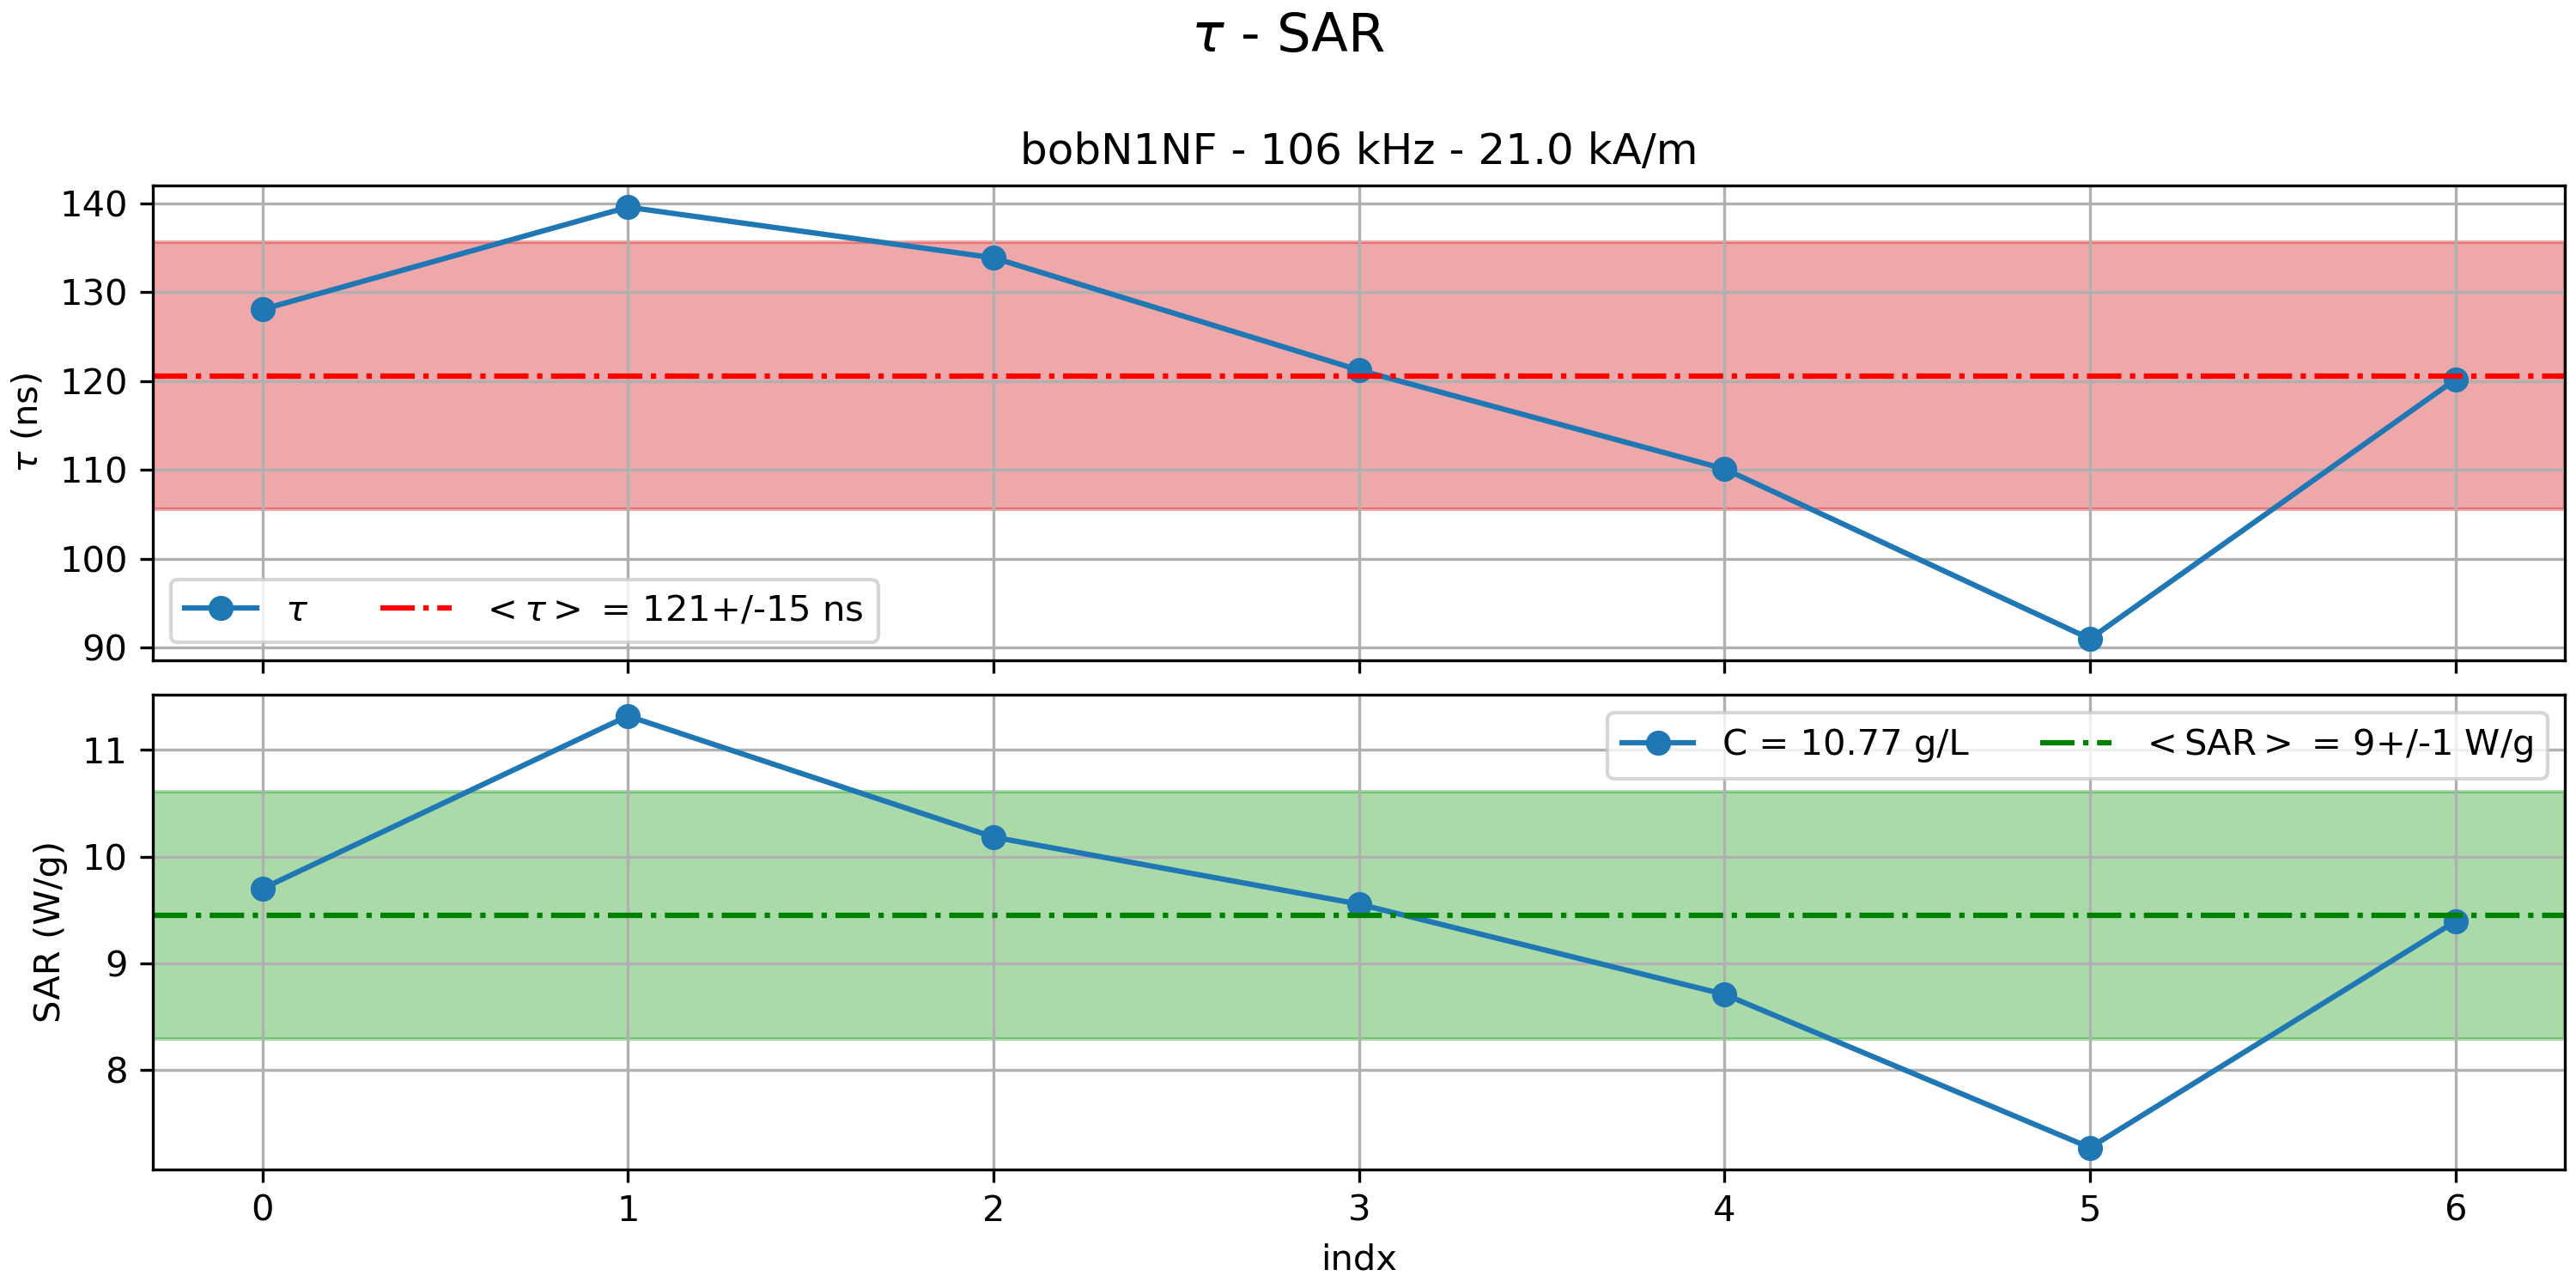 τ - SAR
bobN1NF - 106 kHz - 21.0 kA/m
140
130
120
110
100
90
τ (ns)
τ
<τ> = 121+/-15 ns
11
10
9
8
SAR (W/g)
C = 10.77 g/L
<SAR> = 9+/-1 W/g
0 1 2 3 4 5 6
indx